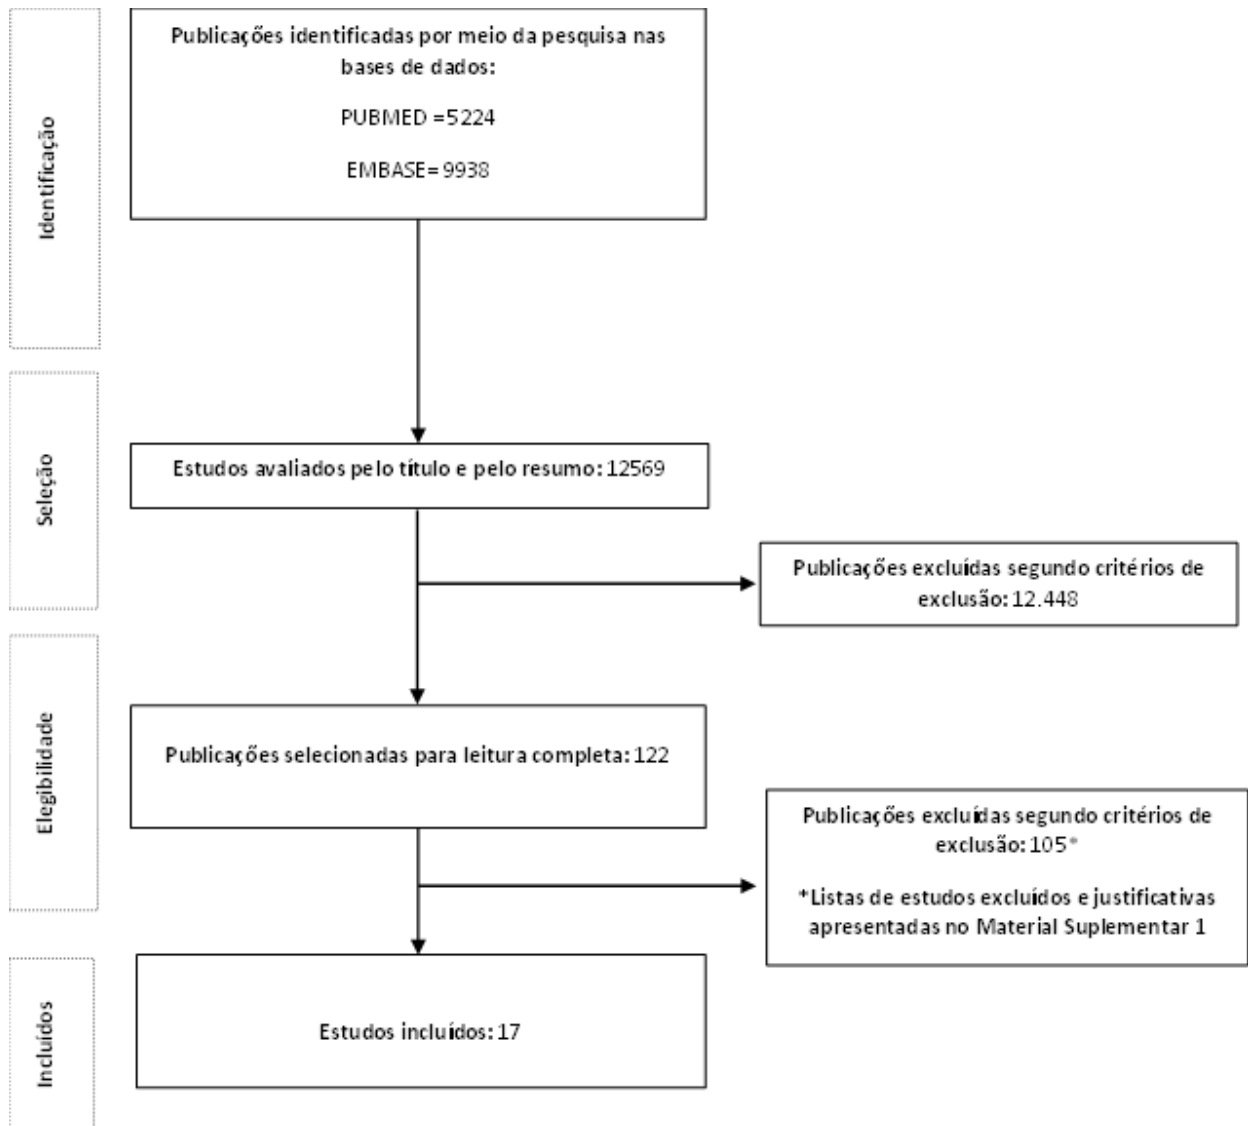 Identificação
Publicações identificadas por meio da pesquisa nas
bases de dados:
PUBMED =5224
EMBASE= 9938
Seleção
Estudos avaliados pelo título e pelo resumo: 12569
Publicações excluídas segundo critérios de
exclusão: 12.448
Elegibilidade
Publicações selecionadas para leitura completa: 122
Publicações excluídas segundo critérios de
exclusão: 105*
*Listas de estudos excluídos e justificativas
apresentadas no Material Suplementar 1
Incluídos
Estudos incluídos: 17